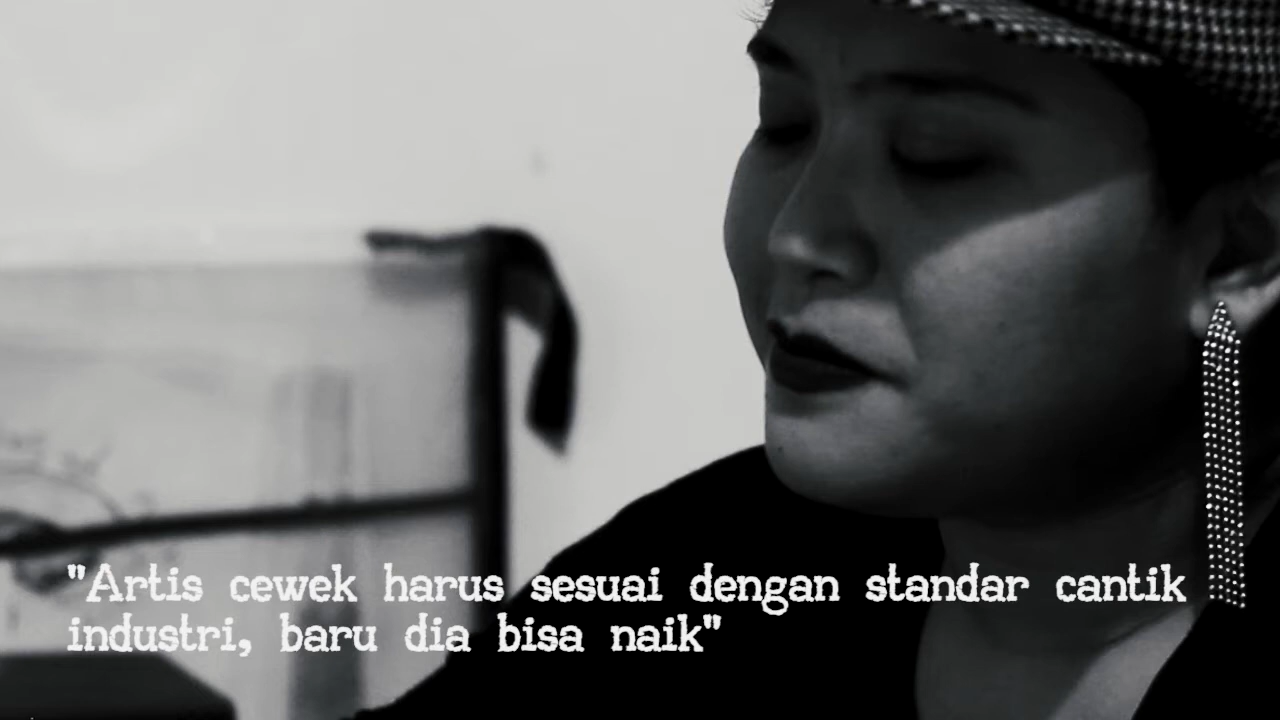 "Artis cewek harus sesuai dengan standar cantik
industri, baru dia bisa naik"